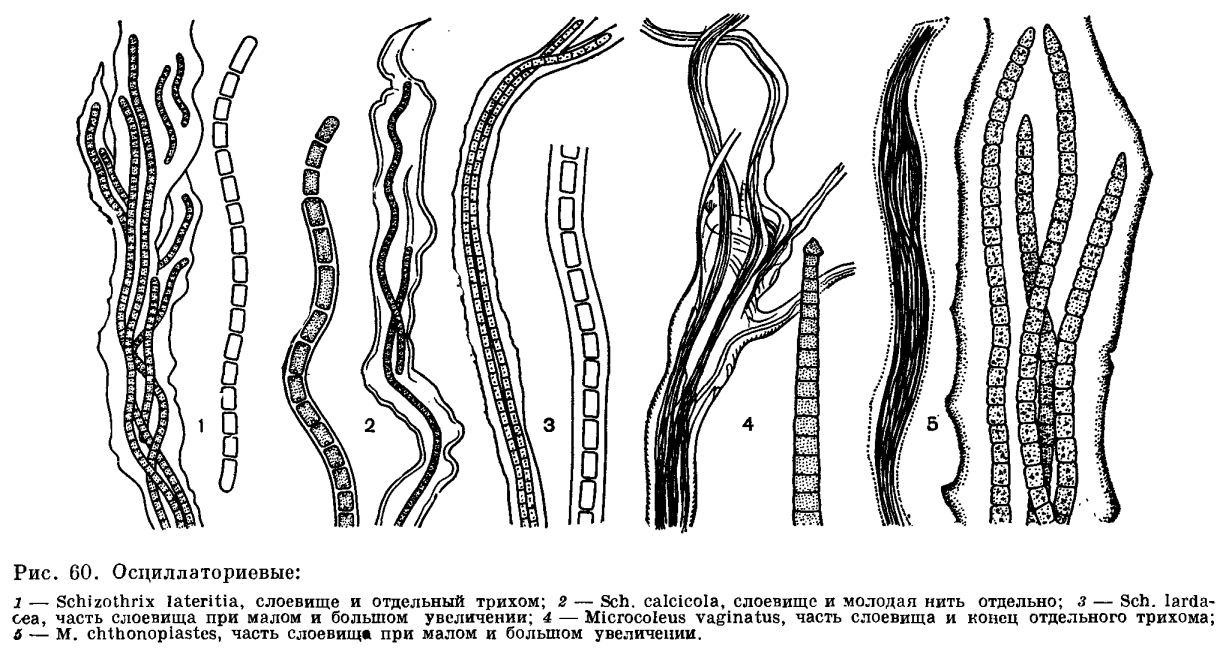 1
2
3
4
5
Рис. 60. Осциллаториевые:
1 — Schizothrix lateritia, слоевище и отдельный трихом; 2 — Sch. calcicola, слоевище и молодая нить отдельно; 3 — Sch. larda-
cea, часть слоевища при малом и большом увеличении; 4 — Microcoleus vaginatus, часть слоевища и конец отдельного трихома;
5 — M. chthonoplastes, часть слоевища при малом и большом увеличении.